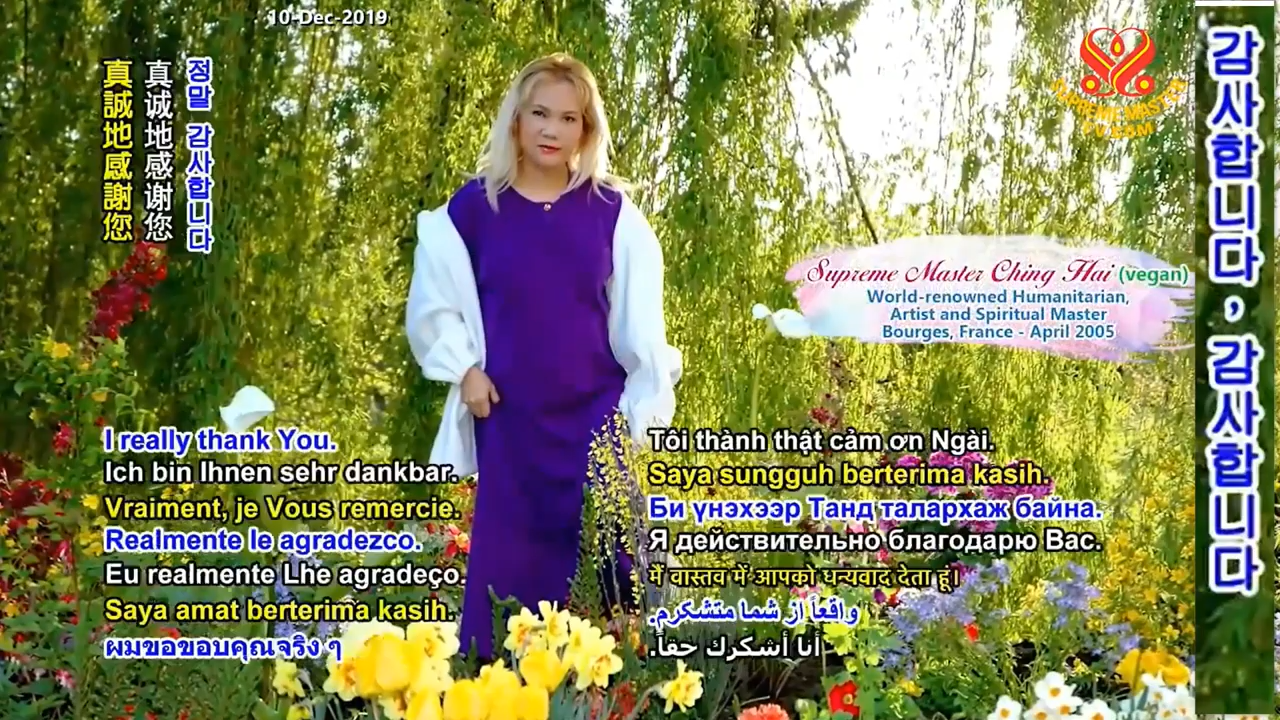 10-Dec-2019
真誠地感謝您
真诚地感谢您
정말 감사합니다
SUPREME MASTER
TV.COM
감사합니다, 감사합니다
Supreme Master Ching Hai (vegan)
World-renowned Humanitarian,
Artist and Spiritual Master
Bourges, France - April 2005
I really thank You.
Ich bin Ihnen sehr dankbar.
Vraiment, je Vous remercie.
Realmente le agradezco.
Eu realmente Lhe agradeço.
Saya amat berterima kasih.
ผมขอขอบคุณจริง ๆ
Tôi thành thật cảm ơn Ngài.
Saya sungguh berterima kasih.
Би үнэхээр Танд талархаж байна.
Я действительно благодарю Вас.
मैं वास्तव में आपको धन्यवाद देता हूं।
واقعاً از شما متشکرم.
أنا أشكرك حقاً.